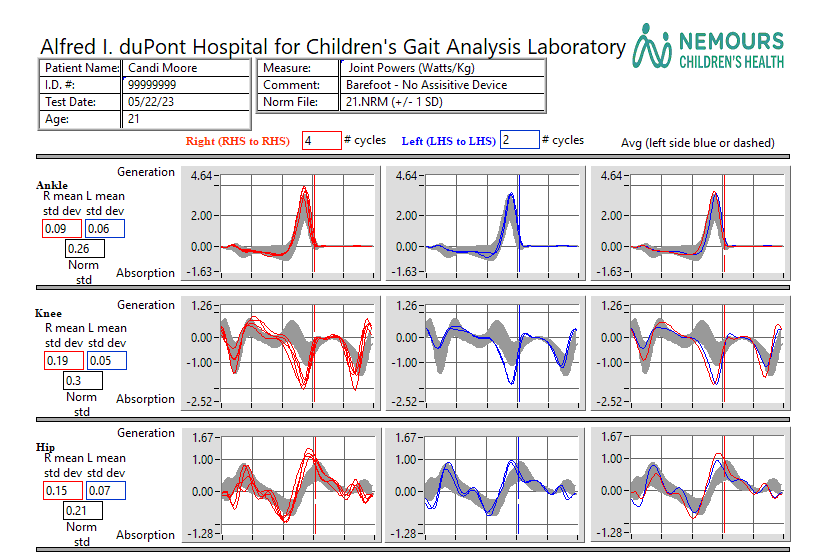 Alfred I. duPont Hospital for Children's Gait Analysis Laboratory
NEMOURS
CHILDREN'S HEALTH
Patient Name: Candi Moore
I.D. #: 99999999
Test Date: 05/22/23
Age: 21
Measure: Joint Powers (Watts/Kg)
Comment: Barefoot - No Assisitive Device
Norm File: 21.NRM (+/- 1 SD)
Right (RHS to RHS) 4 # cycles Left (LHS to LHS) 2 # cycles Avg (left side blue or dashed)
Generation
Ankle
R mean L mean
std dev std dev
0.09 0.06
0.26
Norm
std
Absorption
4.64
2.00
0.00
-1.63
4.64
2.00
0.00
-1.63
4.64
2.00
0.00
-1.63
Generation
Knee
R mean L mean
std dev std dev
0.19 0.05
0.3
Norm
std
Absorption
1.26
0.00
-1.00
-2.52
1.26
0.00
-1.00
-2.52
1.26
0.00
-1.00
-2.52
Generation
Hip
R mean L mean
std dev std dev
0.15 0.07
0.21
Norm
std
Absorption
1.67
1.00
0.00
-1.28
1.67
1.00
0.00
-1.28
1.67
1.00
0.00
-1.28